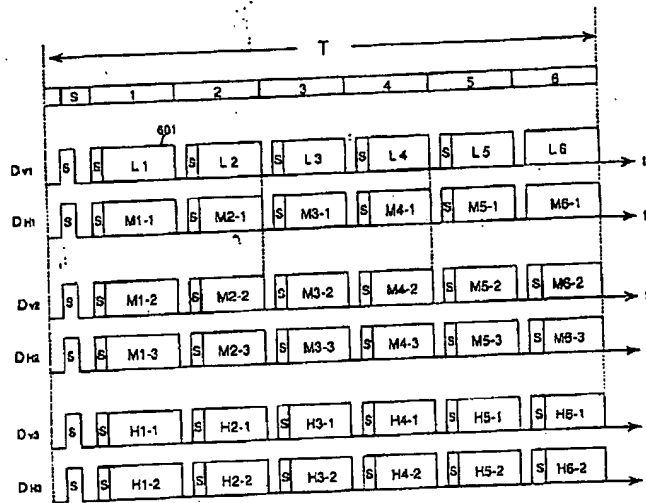 T
S 1 2 3 4 5 6
601
DV1 S S L1 S L2 S L3 S L4 S L5 L6 t
DH1 S S M1-1 S M2-1 S M3-1 S M4-1 S M5-1 M6-1 t
DV2 S S M1-2 S M2-2 S M3-2 S M4-2 S M5-2 S M6-2
DH2 S S M1-3 S M2-3 S M3-3 S M4-3 S M5-3 S M6-3
DV3 S S H1-1 S H2-1 S H3-1 S H4-1 S H5-1 S H6-1
DH3 S S H1-2 S H2-2 S H3-2 S H4-2 S H5-2 S H6-2